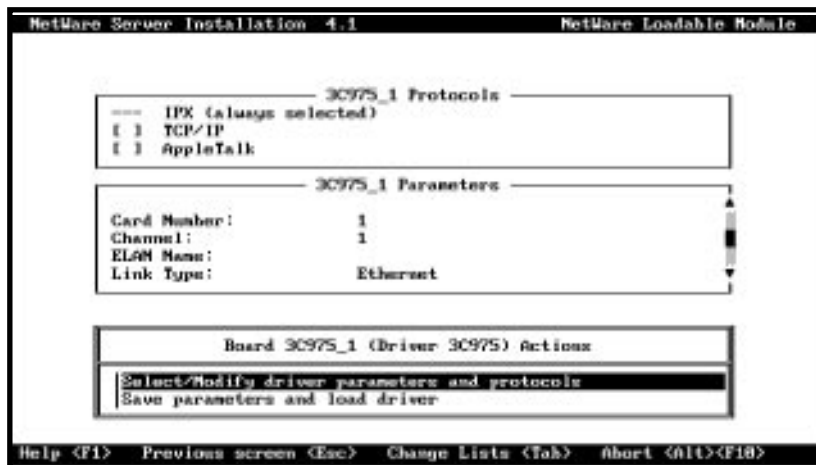 NetWare Server Installation 4.1 NetWare Loadable Module
3C975_1 Protocols
--- IPX (always selected)
[ ] TCP/IP
[ ] AppleTalk
3C975_1 Parameters
Card Number: 1
Channel: 1
ELAN Name:
Link Type: Ethernet
Board 3C975_1 (Driver 3C975) Actions
Select/Modify driver parameters and protocols
Save parameters and load driver
Help <F1> Previous screen <Esc> Change Lists <Tab> Abort <Alt><F10>